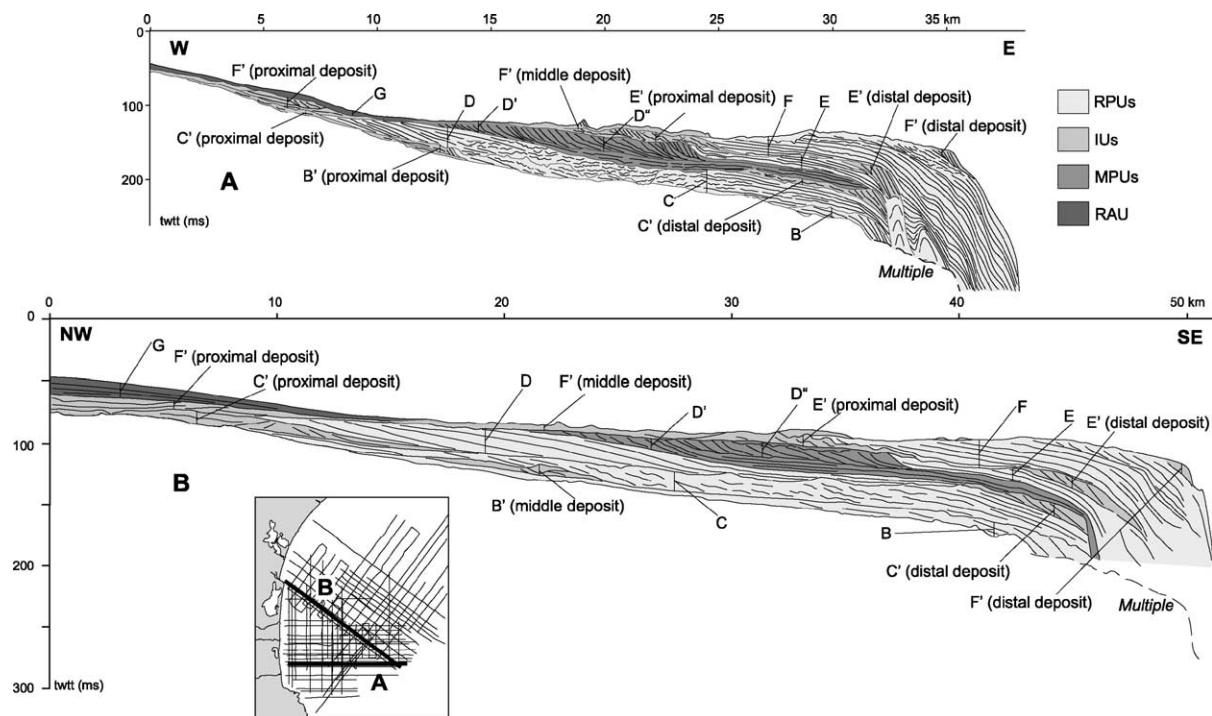 0 5 10 15 20 25 30 35 km
0
W E
F' (proximal deposit)
G
D
D'
F' (middle deposit)
D"
E' (proximal deposit)
F
E
E' (distal deposit)
F' (distal deposit)
100
C' (proximal deposit)
B' (proximal deposit)
A
200
twtt (ms)
C
C' (distal deposit)
B
Multiple
RPUs
IUs
MPUs
RAU
0 10 20 30 40 50 km
0
NW SE
G
F' (proximal deposit)
C' (proximal deposit)
D
F' (middle deposit)
D'
D"
E' (proximal deposit)
F
E
E' (distal deposit)
100
B
B' (middle deposit)
C
B
C' (distal deposit)
F' (distal deposit)
Multiple
200
300
twtt (ms)
B
A